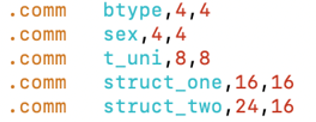 .comm btype,4,4
.comm sex,4,4
.comm t_uni,8,8
.comm struct_one,16,16
.comm struct_two,24,16